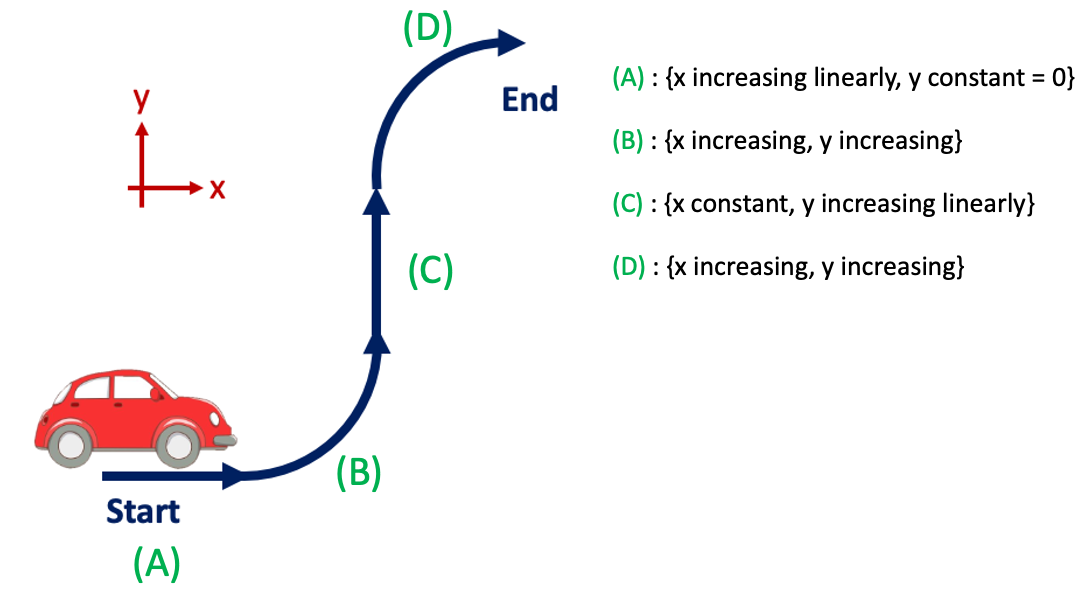 (D)
(A) : {x increasing linearly, y constant = 0}
y
End
(B) : {x increasing, y increasing}
x
(C) : {x constant, y increasing linearly}
(C)
(D) : {x increasing, y increasing}
(B)
Start
(A)